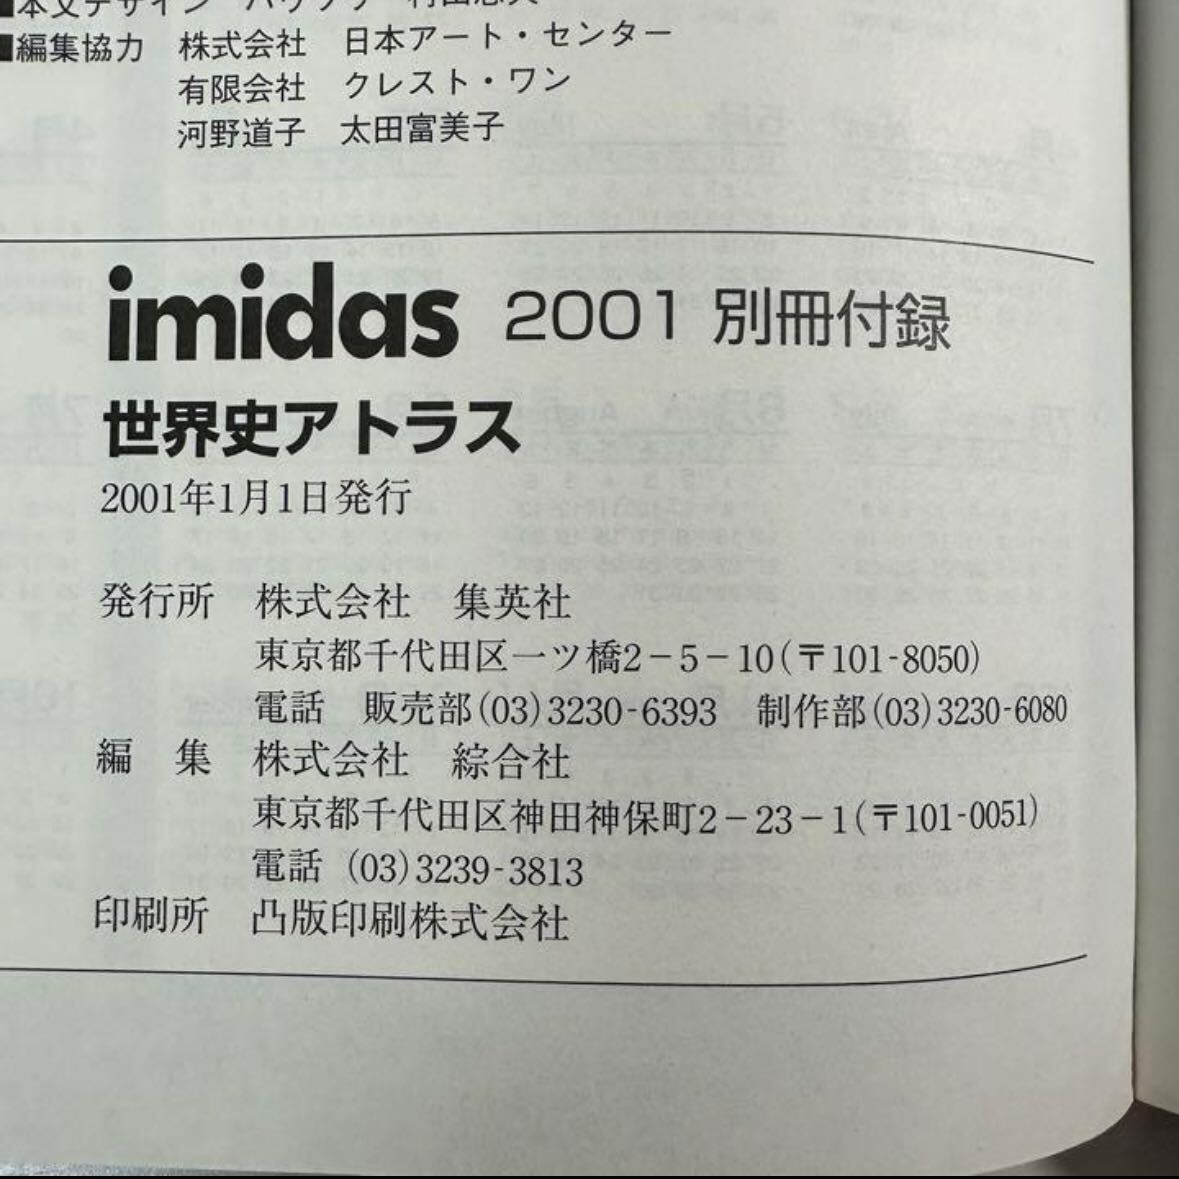 ■本文デザイン
■編集協力 株式会社 日本アート・センター
有限会社 クレスト・ワン
河野道子 太田富美子
imidas 2001 別冊付録
世界史アトラス
2001年1月1日発行
発行所 株式会社 集英社
東京都千代田区一ツ橋2－5－10(〒101-8050)
電話 販売部(03)3230-6393 制作部(03)3230-6080
編 集 株式会社 綜合社
東京都千代田区神田神保町2－23－1(〒101-0051)
電話 (03)3239-3813
印刷所 凸版印刷株式会社